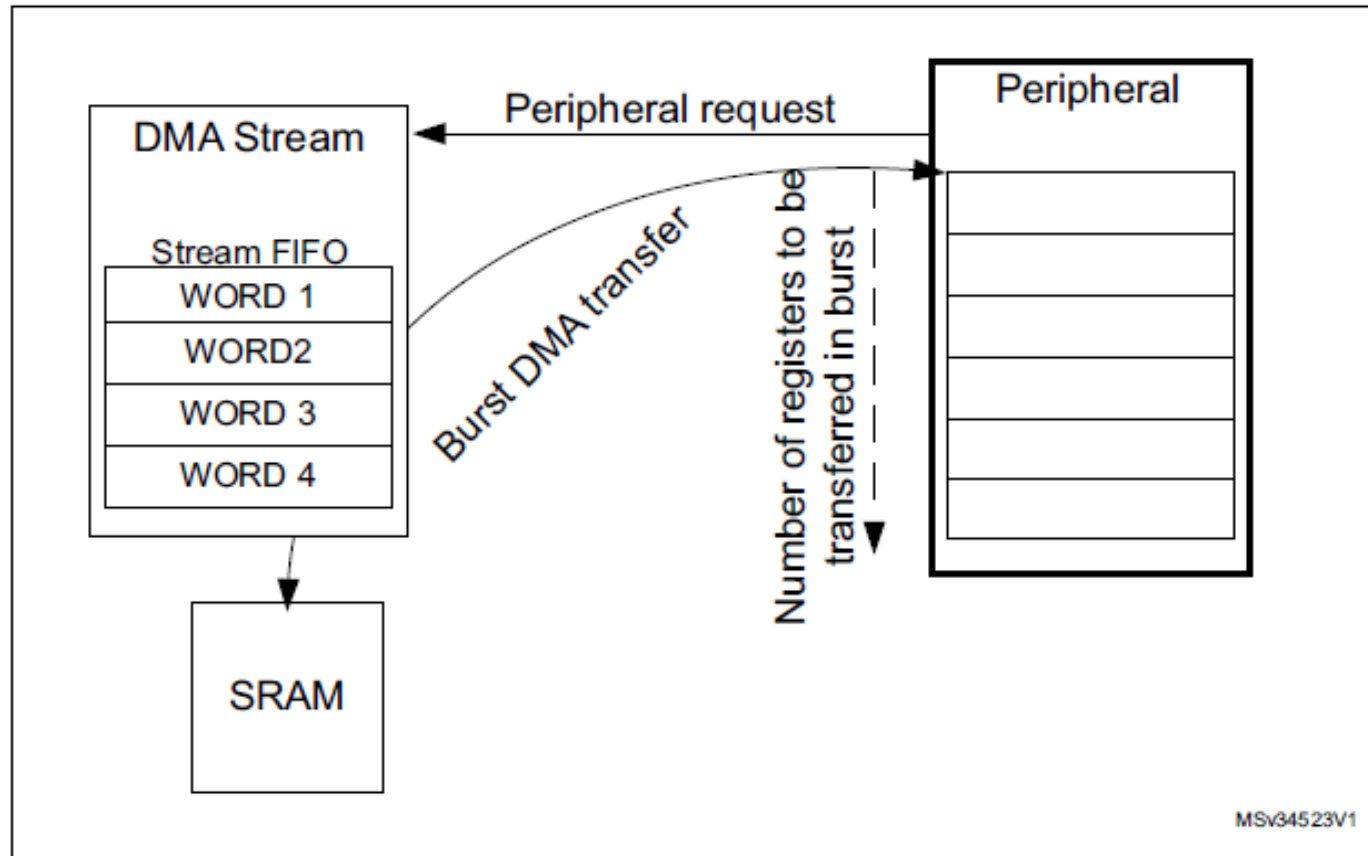 Peripheral
Peripheral request
DMA Stream
Stream FIFO
WORD 1
WORD2
WORD 3
WORD 4
Burst DMA transfer
Number of registers to be
transferred in burst
SRAM
MSv34523V1